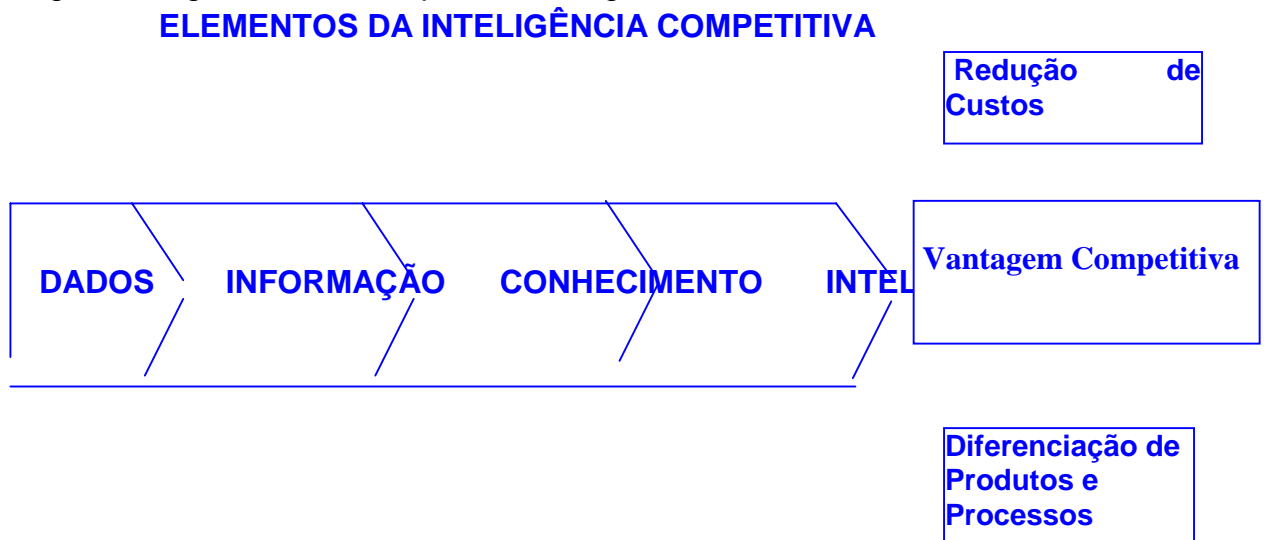 ELEMENTOS DA INTELIGÊNCIA COMPETITIVA
Redução de
Custos
DADOS INFORMAÇÃO CONHECIMENTO INTEL
Vantagem Competitiva
Diferenciação de
Produtos e
Processos